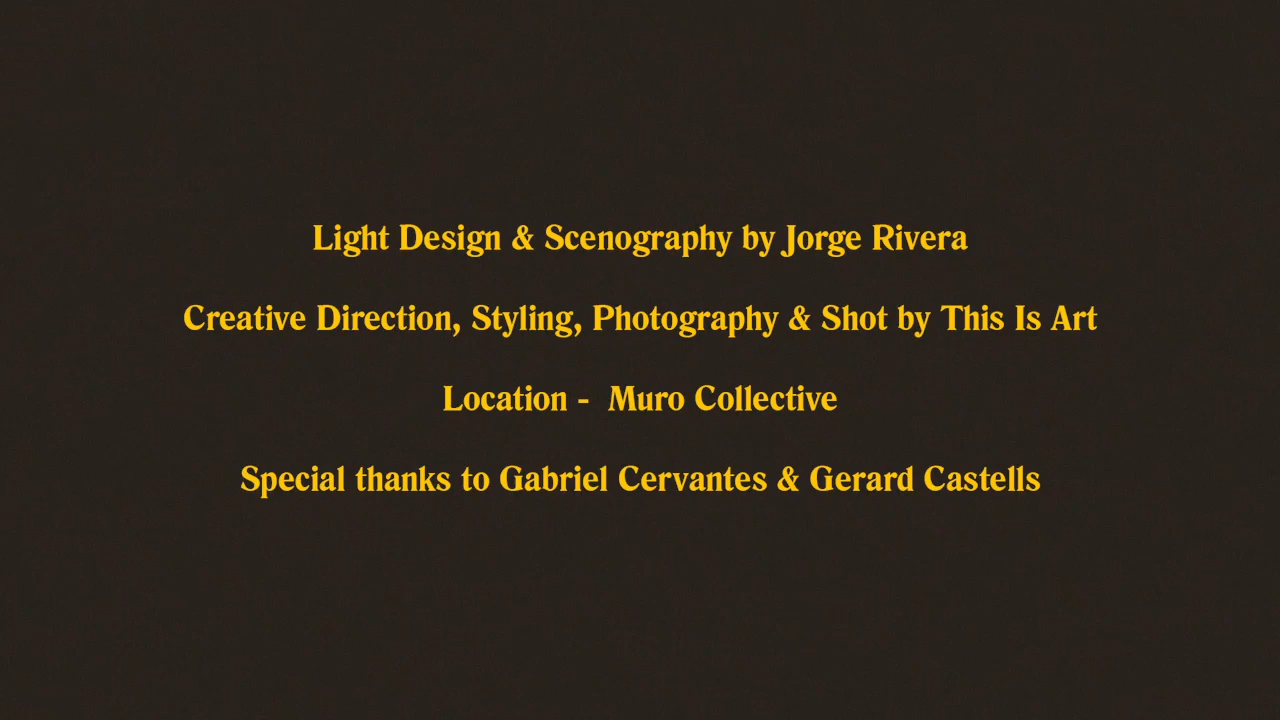 Light Design & Scenography by Jorge Rivera
Creative Direction, Styling, Photography & Shot by This Is Art
Location -  Muro Collective
Special thanks to Gabriel Cervantes & Gerard Castells